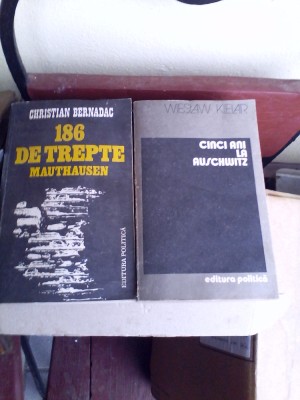 CHRISTIAN BERNADAC
186
DE TREPTE
MAUTHAUSEN
EDITURA POLITICĂ
WIESŁAW KIELAR
CINCI ANI
LA
AUSCHWITZ
editura politică